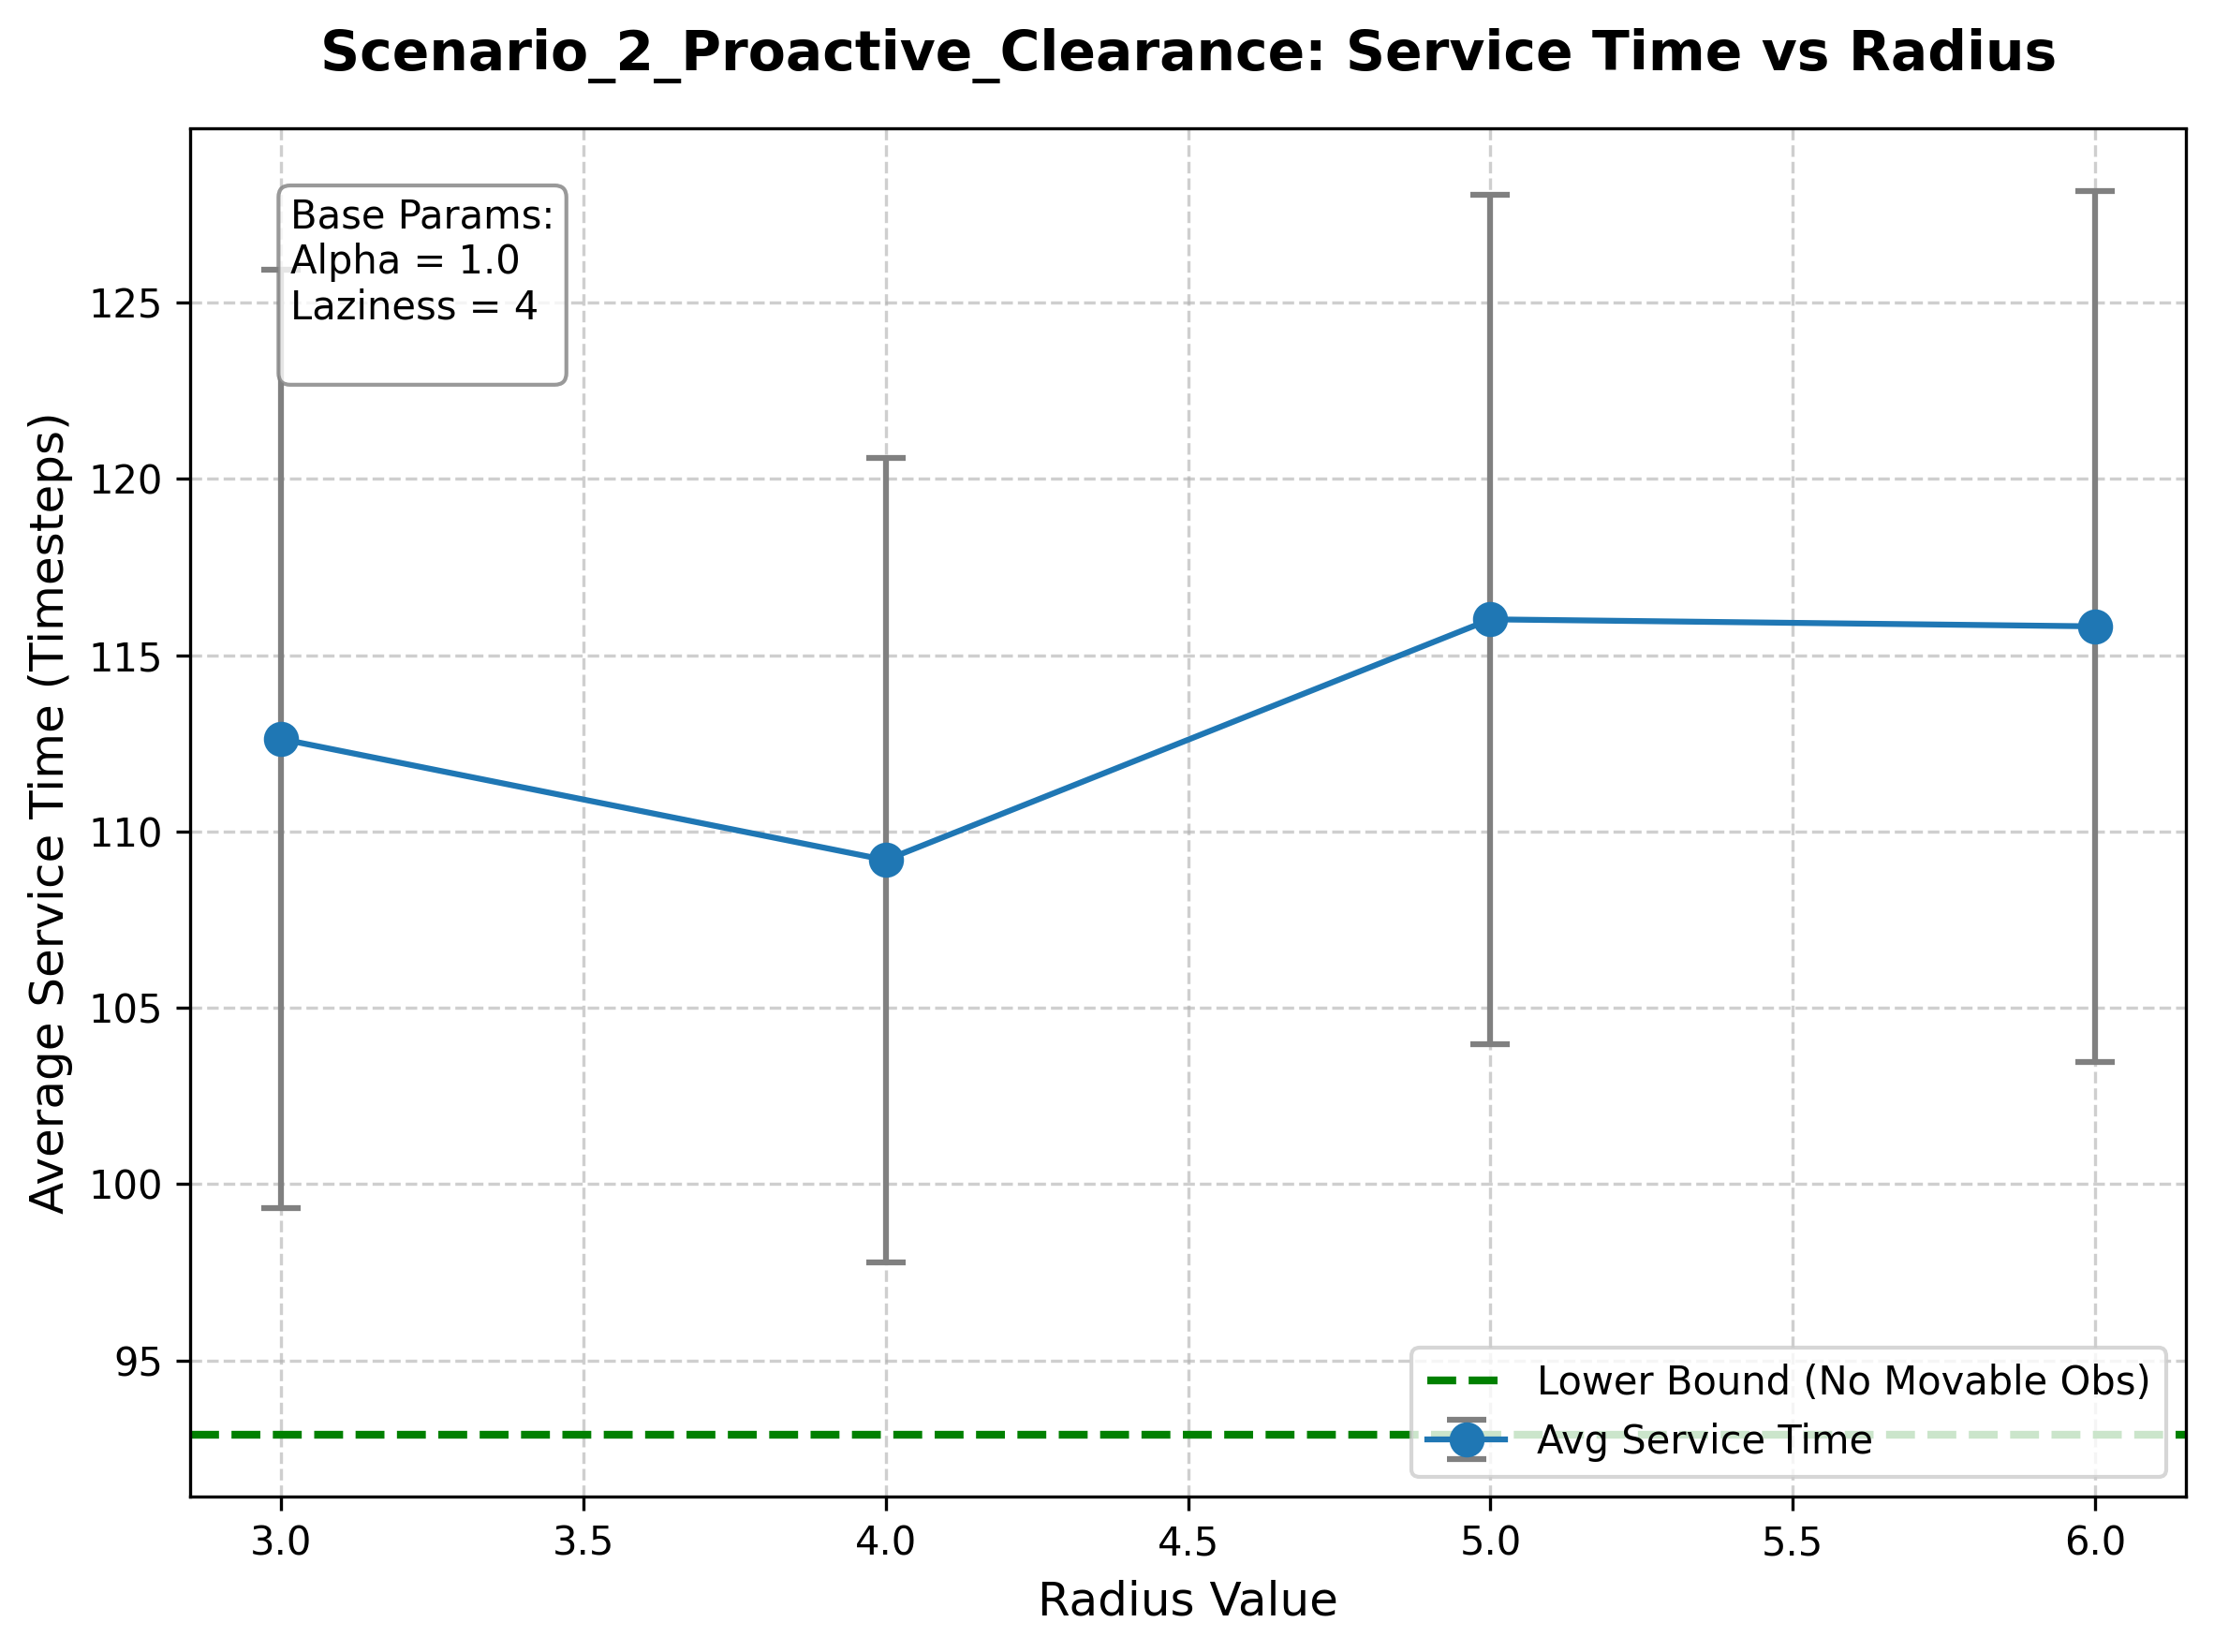 Scenario_2_Proactive_Clearance: Service Time vs Radius
Base Params:
Alpha = 1.0
Laziness = 4
Average Service Time (Timesteps)
125
120
115
110
105
100
95
Lower Bound (No Movable Obs)
Avg Service Time
3.0 3.5 4.0 4.5 5.0 5.5 6.0
Radius Value